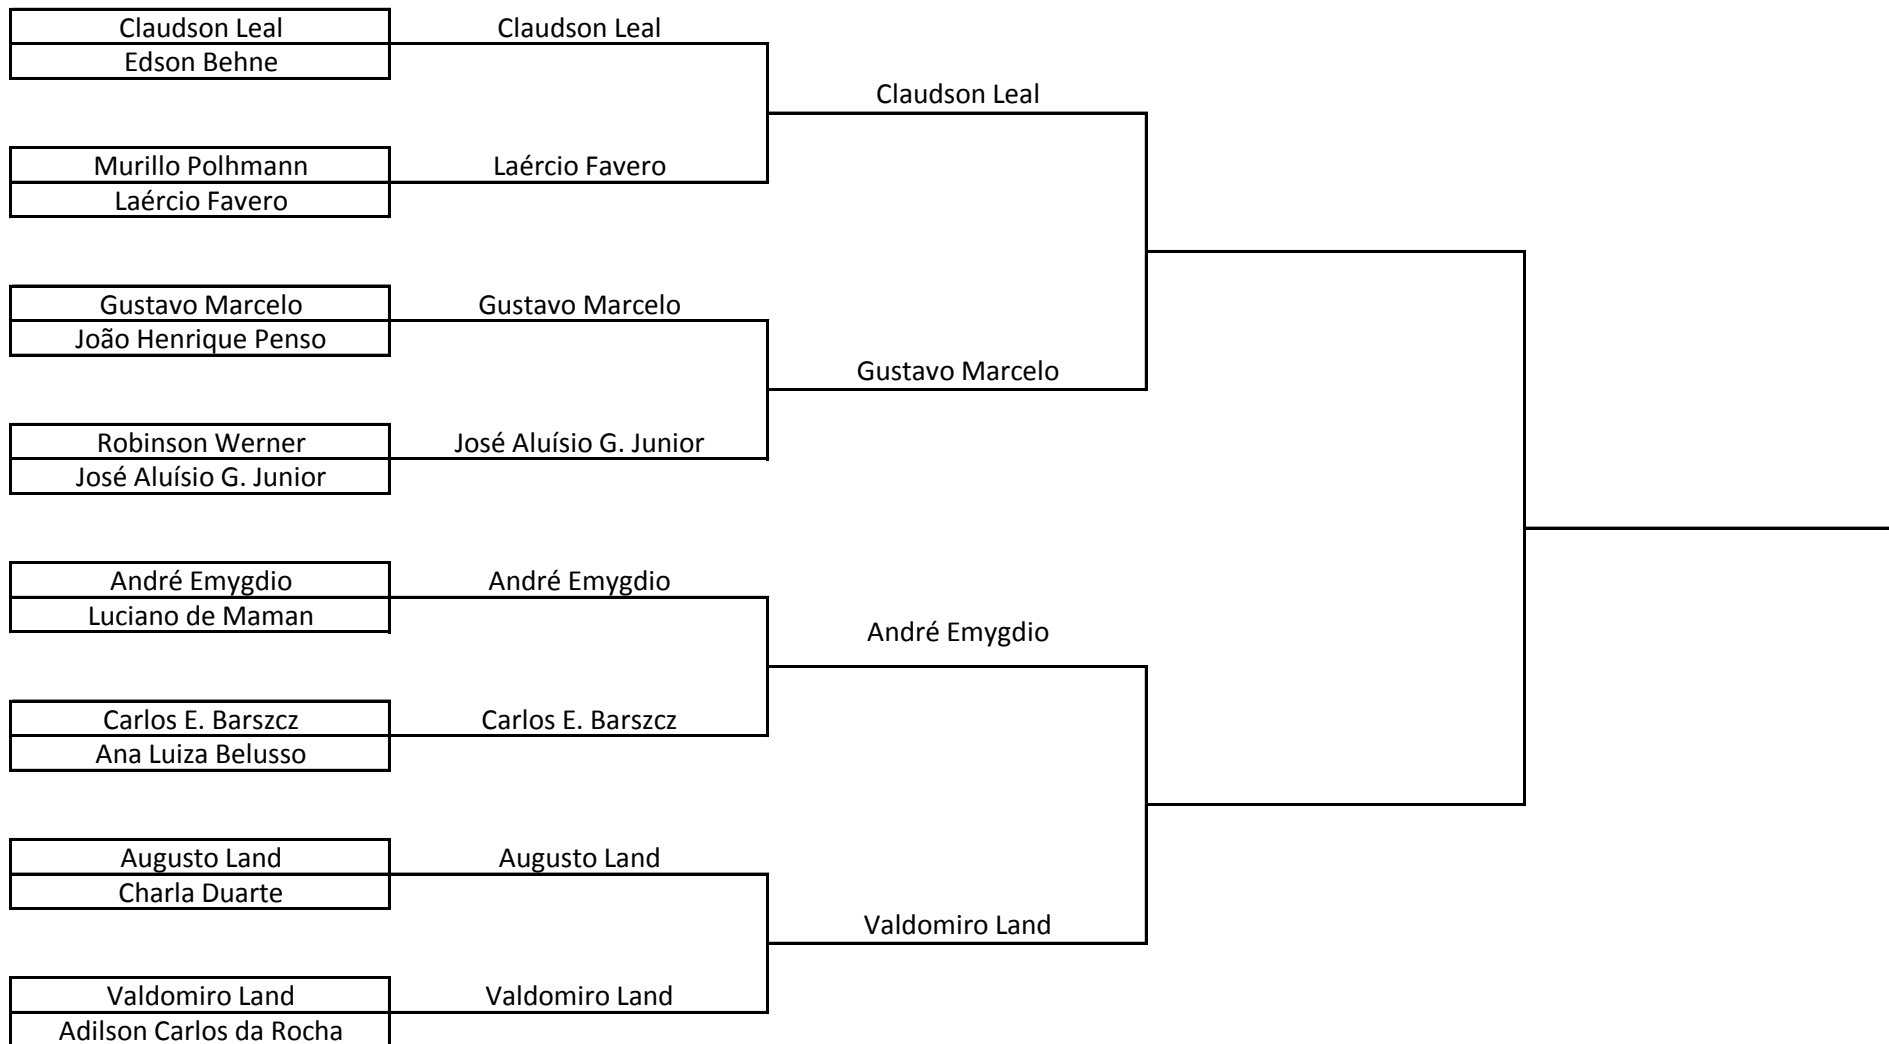 Claudson Leal
Edson Behne
Murillo Polhmann
Laércio Favero
Gustavo Marcelo
João Henrique Penso
Robinson Werner
José Aluísio G. Junior
André Emygdio
Luciano de Maman
Carlos E. Barszcz
Ana Luiza Belusso
Augusto Land
Charla Duarte
Valdomiro Land
Adilson Carlos da Rocha
Claudson Leal
Laércio Favero
Gustavo Marcelo
José Aluísio G. Junior
André Emygdio
Carlos E. Barszcz
Augusto Land
Valdomiro Land
Claudson Leal
Gustavo Marcelo
André Emygdio
Valdomiro Land